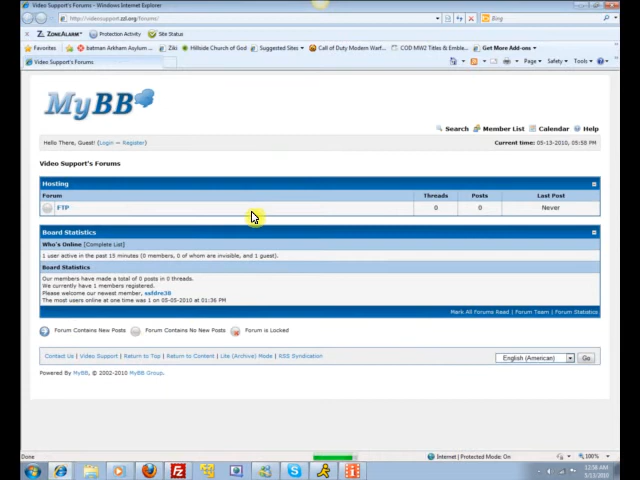 Video Support's Forums - Windows Internet Explorer
http://videosupport.zxl.org/forums/
Bing
ZONEALARM Protection Activity Site Status
Favorites batman Arkham Asylum ... Ziki Hillside Church of God Suggested Sites Call of Duty Modern Warf... COD MW2 Titles & Emble... Get More Add-ons
Video Support's Forums
Page Safety Tools
MyBB
Search Member List Calendar Help
Hello There, Guest! (Login — Register)
Current time: 05-13-2010, 05:58 PM
Video Support's Forums
Hosting
Forum Threads Posts Last Post
FTP 0 0 Never
Board Statistics
Who's Online [Complete List]
1 user active in the past 15 minutes (0 members, 0 of whom are invisible, and 1 guest).
Board Statistics
Our members have made a total of 0 posts in 0 threads.
We currently have 1 members registered.
Please welcome our newest member, ssfdre38
The most users online at one time was 1 on 05-05-2010 at 01:36 PM
Mark All Forums Read | Forum Team | Forum Statistics
Forum Contains New Posts Forum Contains No New Posts Forum is Locked
Contact Us | Video Support | Return to Top | Return to Content | Lite (Archive) Mode | RSS Syndication
English (American) Go
Powered By MyBB, © 2002-2010 MyBB Group.
Done
Internet | Protected Mode: On
100%
12:58 AM
5/13/2010